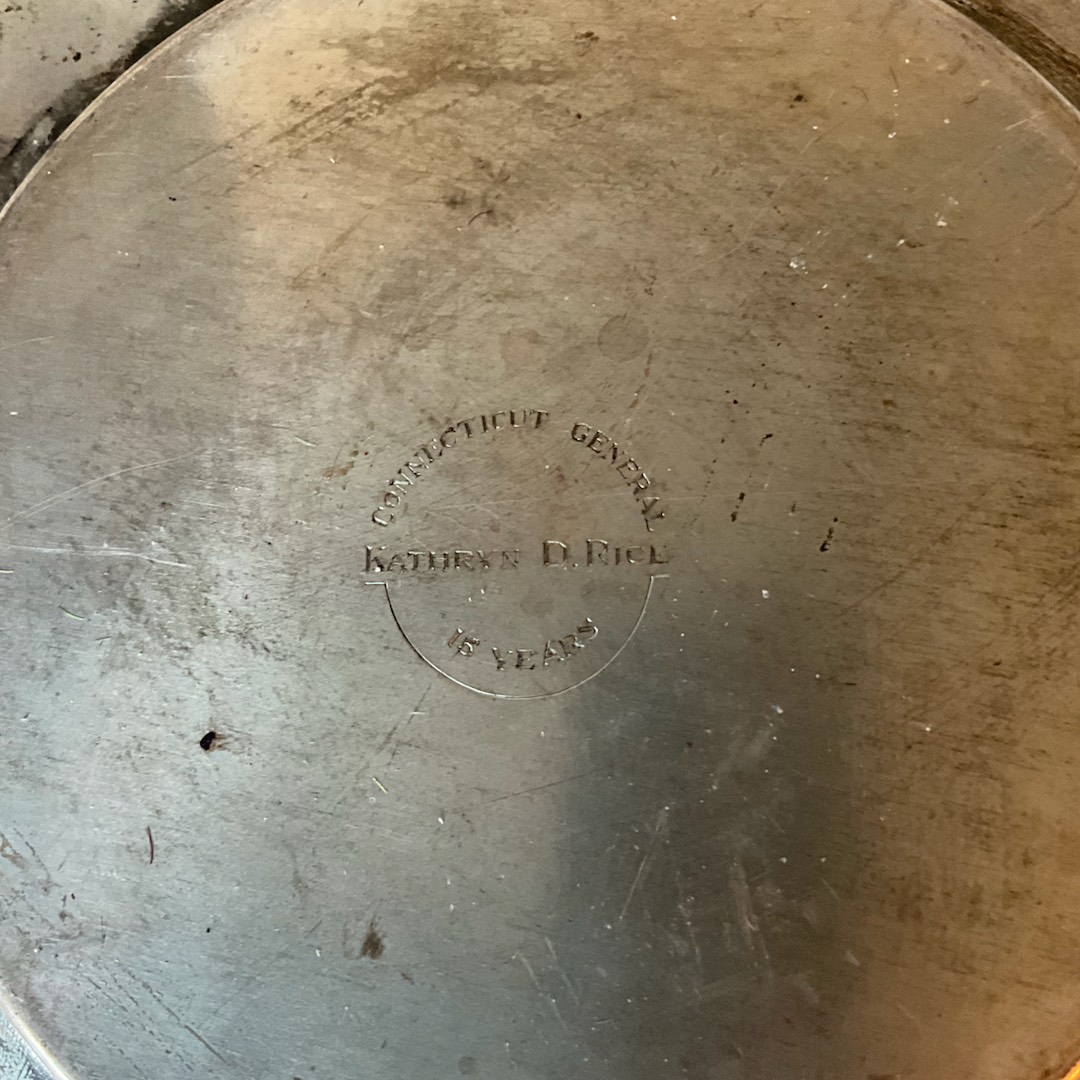 CONNECTICUT GENERAL
KATHRYN D. RICE
15 YEARS